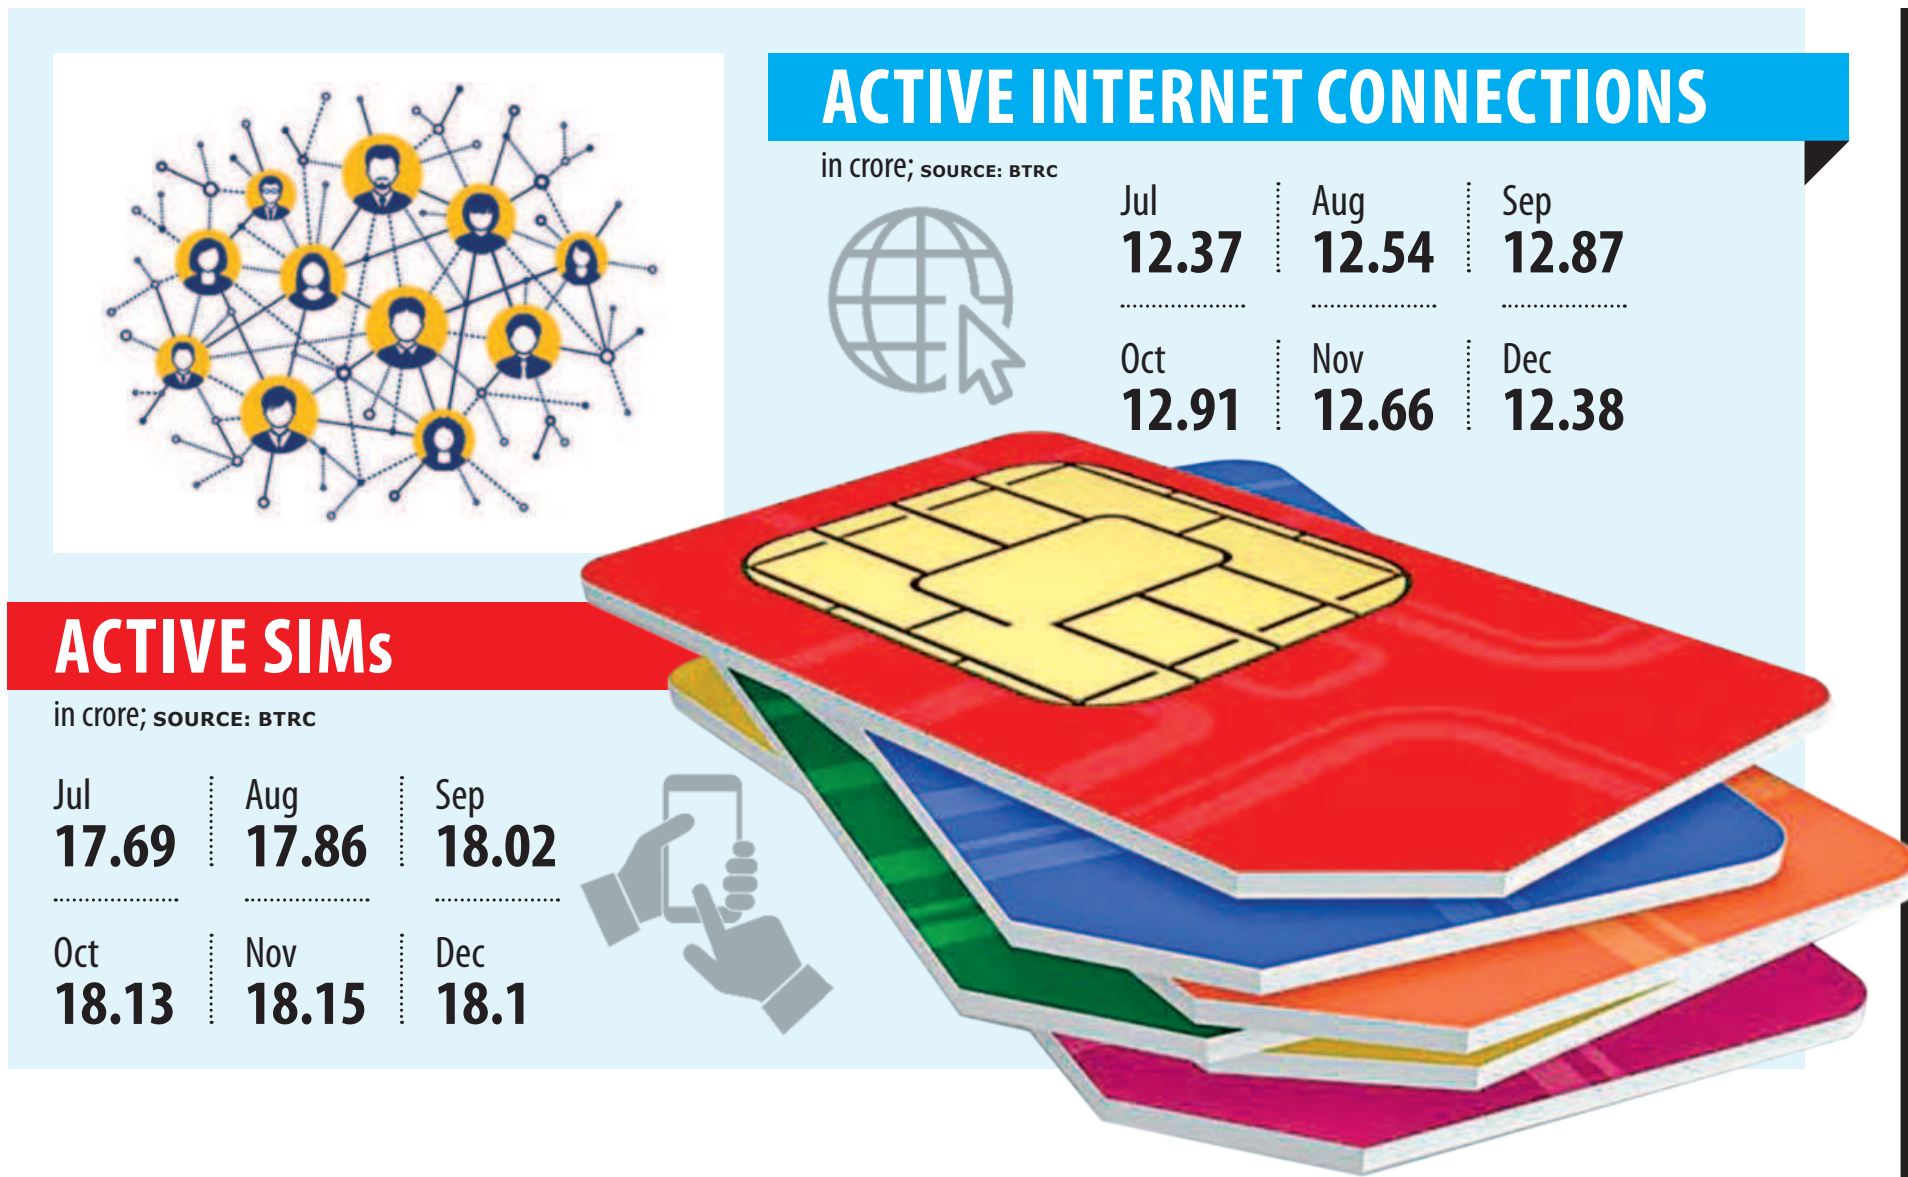 ACTIVE INTERNET CONNECTIONS
in crore; SOURCE: BTRC
Jul Aug Sep
12.37 12.54 12.87
Oct Nov Dec
12.91 12.66 12.38
ACTIVE SIMs
in crore; SOURCE: BTRC
Jul Aug Sep
17.69 17.86 18.02
Oct Nov Dec
18.13 18.15 18.1